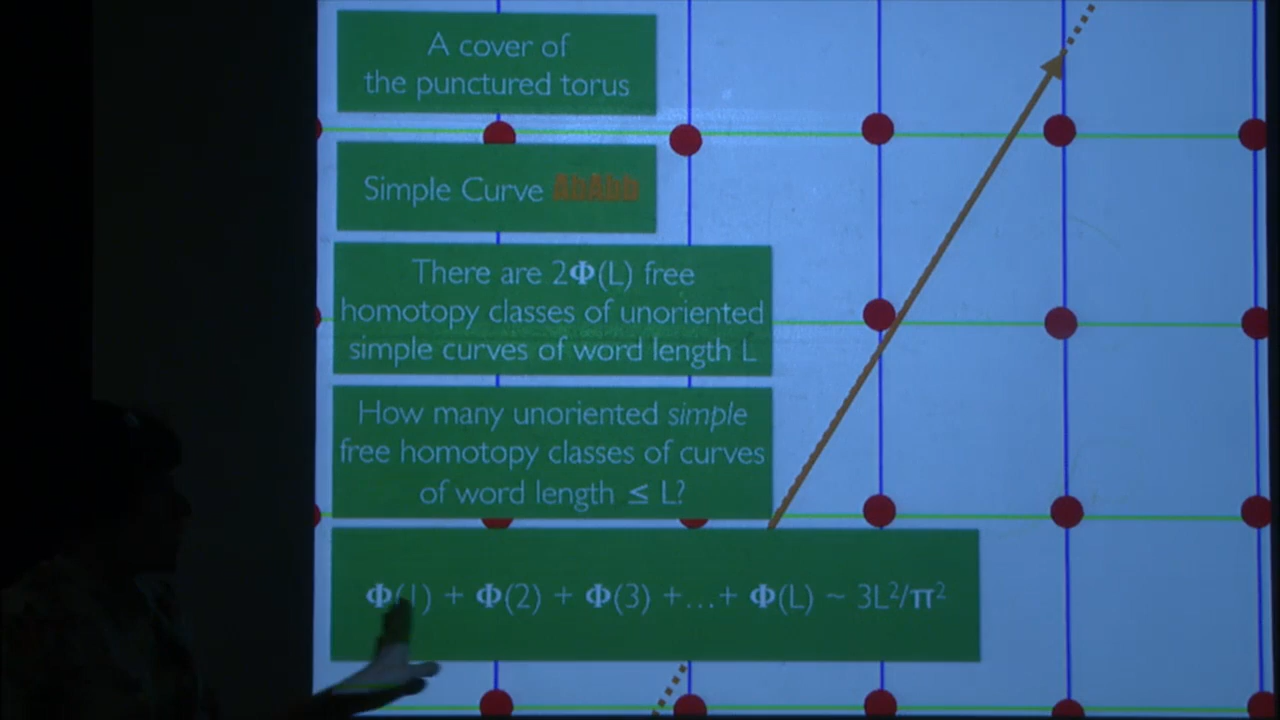 A cover of
the punctured torus
Simple Curve AbAbb
There are 2Φ(L) free
homotopy classes of unoriented
simple curves of word length L
How many unoriented simple
free homotopy classes of curves
of word length ≤ L?
Φ(1) + Φ(2) + Φ(3) +...+ Φ(L) ~ 3L²/π²